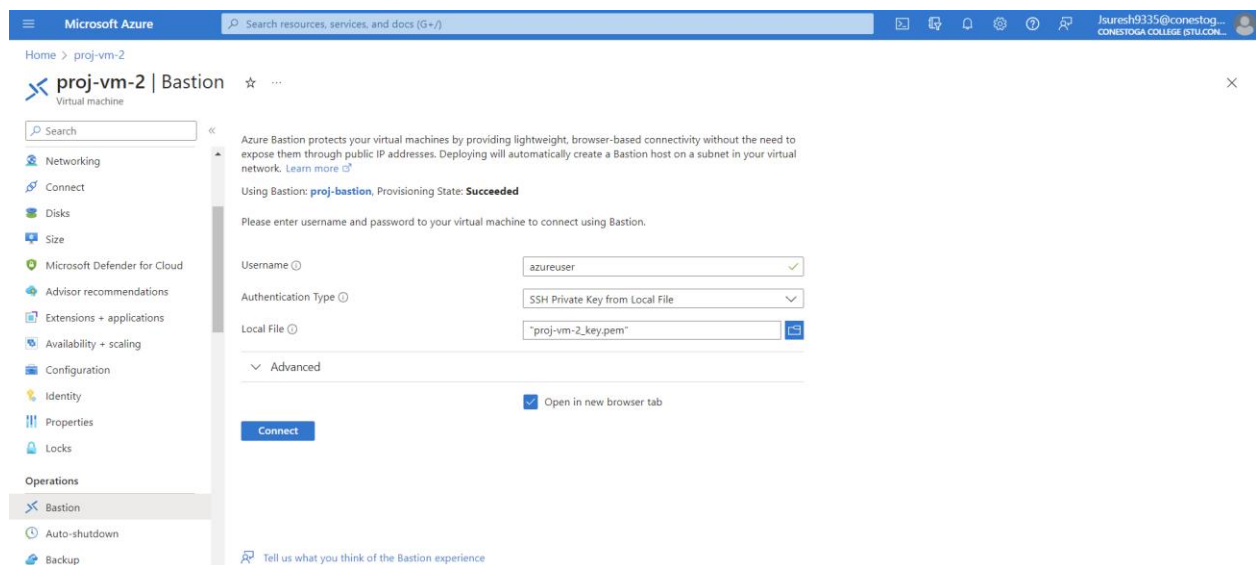 Microsoft Azure
Search resources, services, and docs (G+/)
Jsuresh9335@conestog...
CONESTOGA COLLEGE (STU.CON...
Home > proj-vm-2
proj-vm-2 | Bastion
Virtual machine
Search
Networking
Connect
Disks
Size
Microsoft Defender for Cloud
Advisor recommendations
Extensions + applications
Availability + scaling
Configuration
Identity
Properties
Locks
Operations
Bastion
Auto-shutdown
Backup
Azure Bastion protects your virtual machines by providing lightweight, browser-based connectivity without the need to
expose them through public IP addresses. Deploying will automatically create a Bastion host on a subnet in your virtual
network. Learn more
Using Bastion: proj-bastion, Provisioning State: Succeeded
Please enter username and password to your virtual machine to connect using Bastion.
Username
azureuser
Authentication Type
SSH Private Key from Local File
Local File
"proj-vm-2_key.pem"
Advanced
Open in new browser tab
Connect
Tell us what you think of the Bastion experience